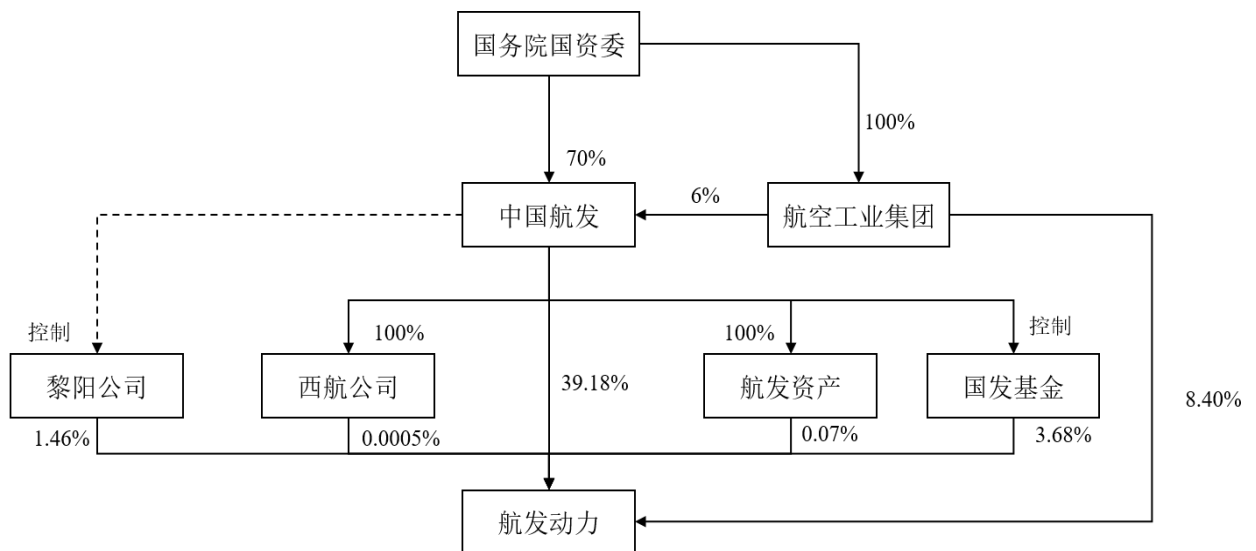 国务院国资委
100%
70%
6%
中国航发
航空工业集团
控制
100%
100%
控制
黎阳公司
西航公司
39.18%
航发资产
国发基金
8.40%
1.46%
0.0005%
0.07%
3.68%
航发动力